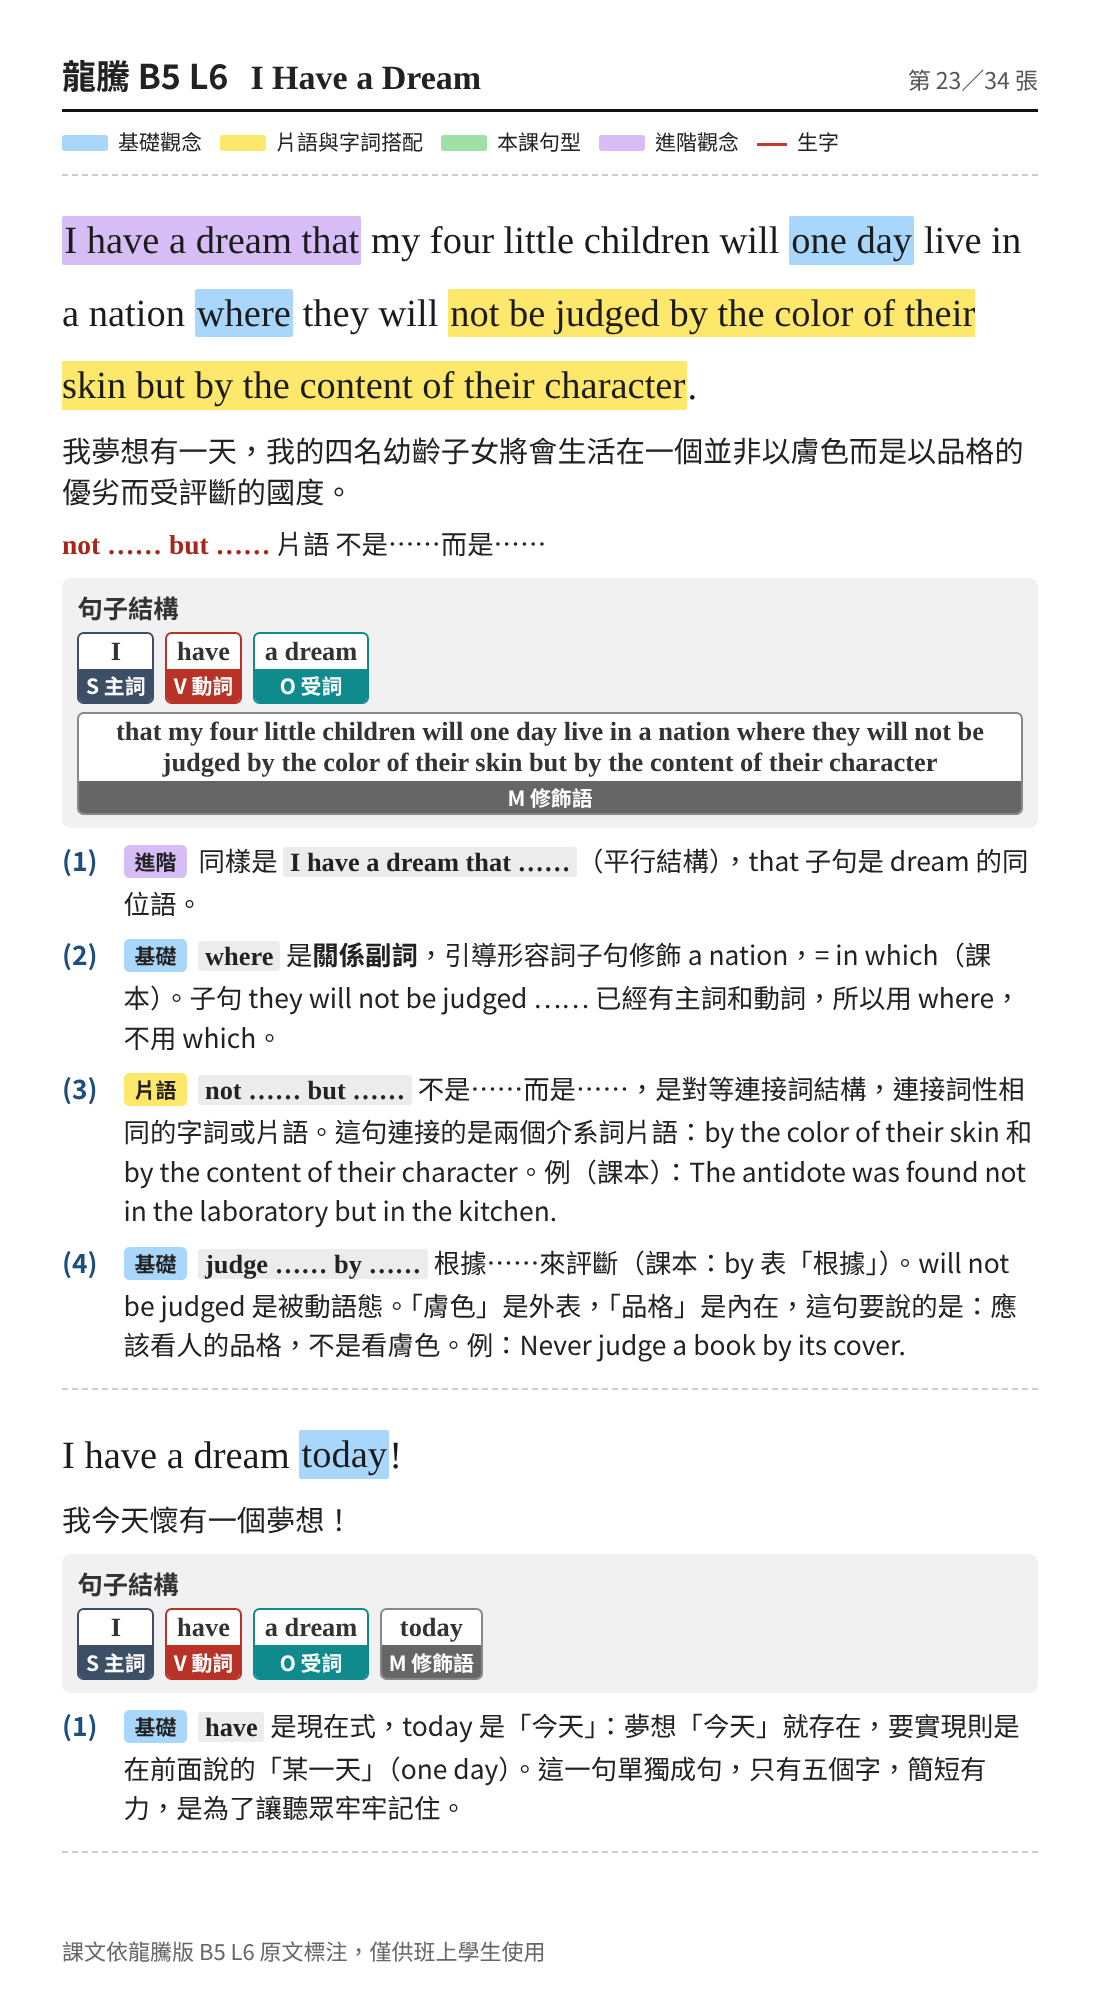 龍騰 B5 L6 I Have a Dream
第 23／34 張
基礎觀念 片語與字詞搭配 本課句型 進階觀念 生字
I have a dream that my four little children will one day live in
a nation where they will not be judged by the color of their
skin but by the content of their character.
我夢想有一天，我的四名幼齡子女將會生活在一個並非以膚色而是以品格的
優劣而受評斷的國度。
not …… but …… 片語 不是……而是……
句子結構
I have a dream
S 主詞 V 動詞 O 受詞
that my four little children will one day live in a nation where they will not be
judged by the color of their skin but by the content of their character
M 修飾語
(1) 進階 同樣是 I have a dream that ……（平行結構），that 子句是 dream 的同
位語。
(2) 基礎 where 是關係副詞，引導形容詞子句修飾 a nation，= in which（課
本）。子句 they will not be judged …… 已經有主詞和動詞，所以用 where，
不用 which。
(3) 片語 not …… but …… 不是……而是……，是對等連接詞結構，連接詞性相
同的字詞或片語。這句連接的是兩個介系詞片語：by the color of their skin 和
by the content of their character。例（課本）：The antidote was found not
in the laboratory but in the kitchen.
(4) 基礎 judge …… by …… 根據……來評斷（課本：by 表「根據」）。will not
be judged 是被動語態。「膚色」是外表，「品格」是內在，這句要說的是：應
該看人的品格，不是看膚色。例：Never judge a book by its cover.
I have a dream today!
我今天懷有一個夢想！
句子結構
I have a dream today
S 主詞 V 動詞 O 受詞 M 修飾語
(1) 基礎 have 是現在式，today 是「今天」：夢想「今天」就存在，要實現則是
在前面說的「某一天」（one day）。這一句單獨成句，只有五個字，簡短有
力，是為了讓聽眾牢牢記住。
課文依龍騰版 B5 L6 原文標注，僅供班上學生使用